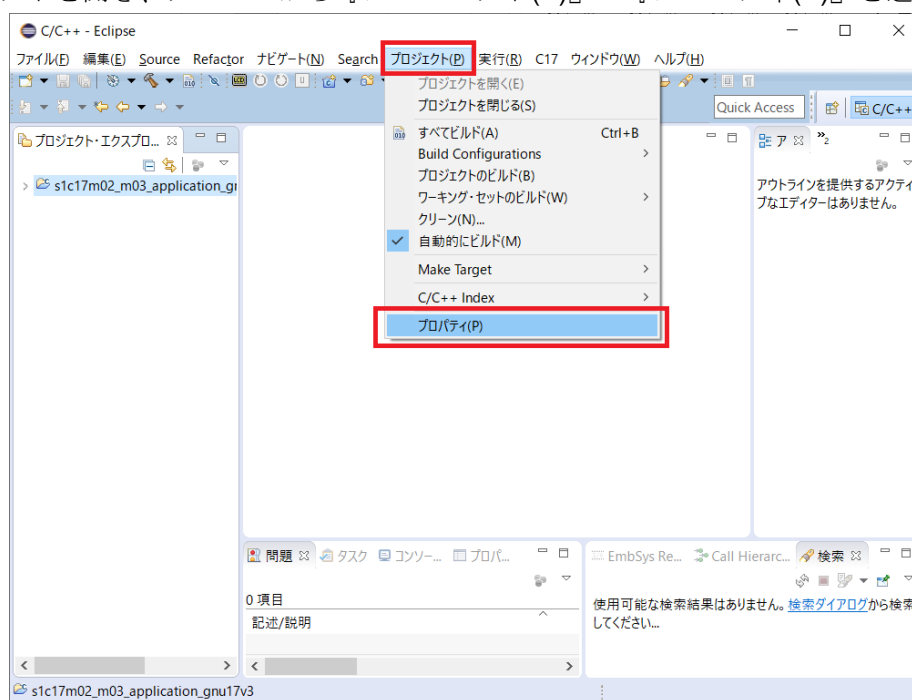 C/C++ - Eclipse
ファイル(F) 編集(E) Source Refactor ナビゲート(N) Search プロジェクト(P) 実行(R) C17 ウィンドウ(W) ヘルプ(H)
Quick Access
C/C++
プロジェクト・エクスプロ...
s1c17m02_m03_application_gn
プロジェクトを開く(E)
プロジェクトを閉じる(S)
すべてビルド(A) Ctrl+B
Build Configurations
プロジェクトのビルド(B)
ワーキング・セットのビルド(W)
クリーン(N)...
自動的にビルド(M)
Make Target
C/C++ Index
プロパティ(P)
ア
2
アウトラインを提供するアクティ
ブなエディターはありません。
問題 タスク コンソー... プロパ...
0 項目
記述/説明
EmbSys Re... Call Hierarc... 検索
使用可能な検索結果はありません。検索ダイアログから検索
してください...
s1c17m02_m03_application_gnu17v3